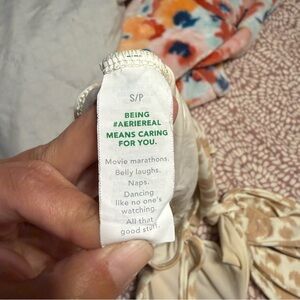 S/P
BEING
#AERIEREAL
MEANS CARING
FOR YOU.
Movie marathons.
Belly laughs.
Naps.
Dancing
like no one's
watching.
All that
good stuff.